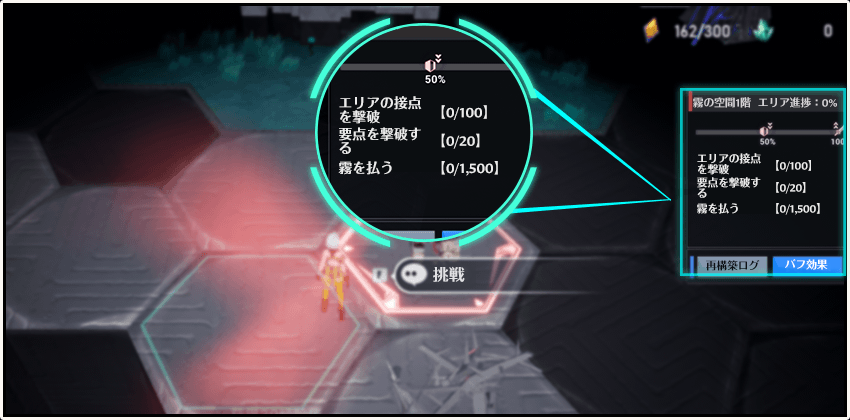 162/300
0
50%
エリアの接点
を撃破
【0/100】
要点を撃破す
る
【0/20】
霧を払う
【0/1,500】
挑戦
霧の空間1階 エリア進捗：0%
50%
100
エリアの接点
を撃破
【0/100】
要点を撃破す
る
【0/20】
霧を払う
【0/1,500】
再構築ログ
バフ効果